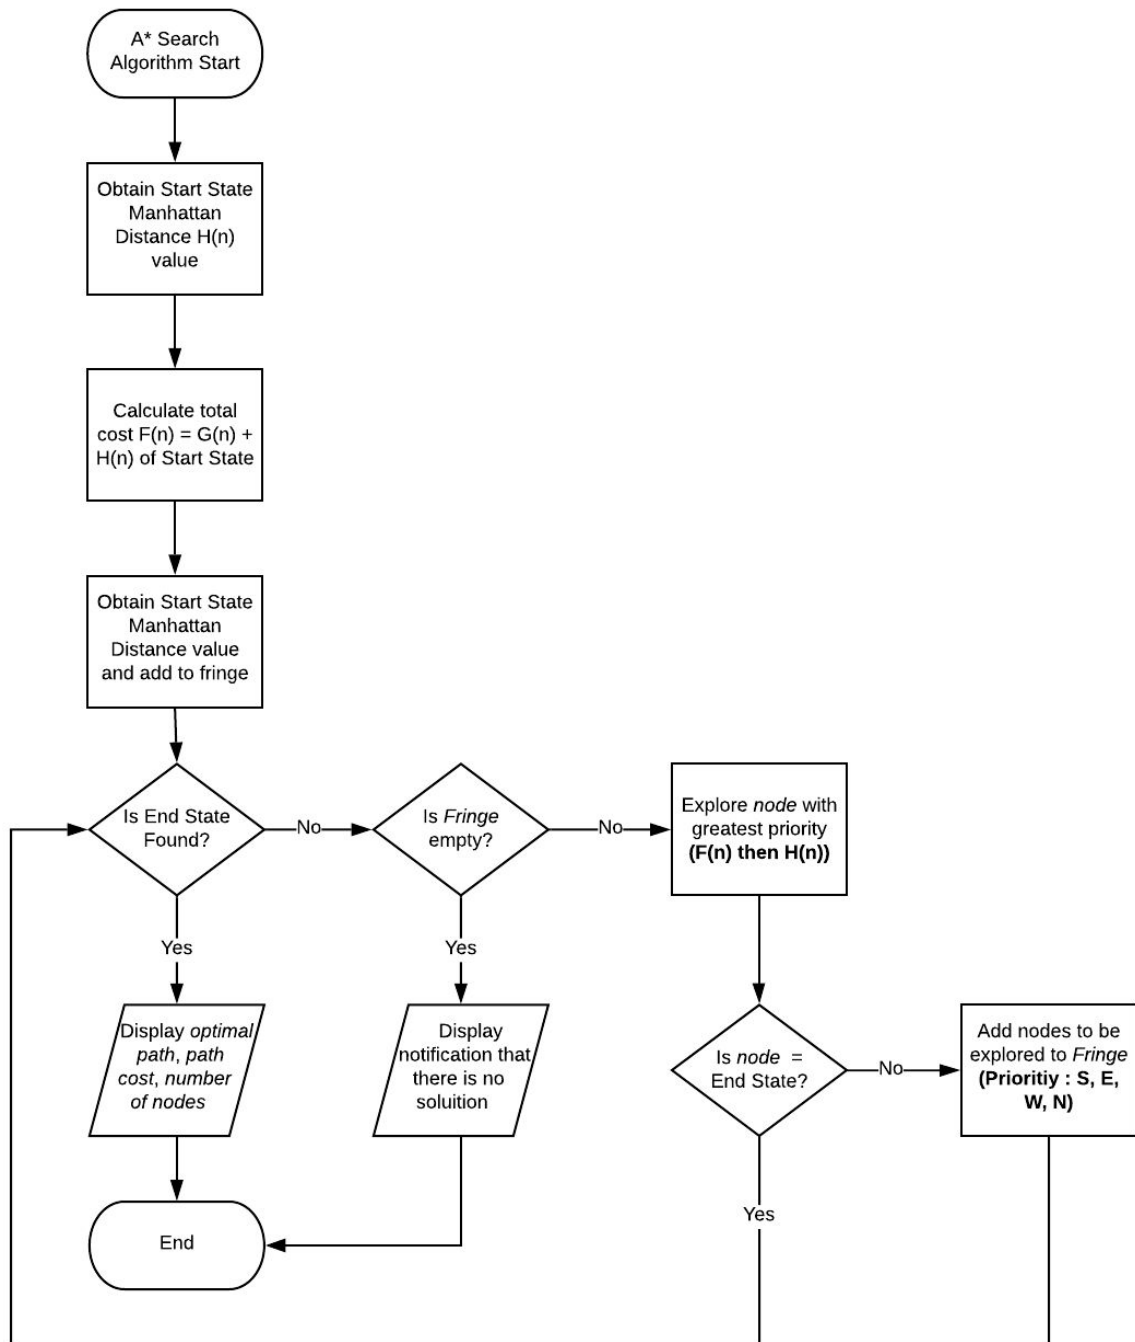 A* Search
Algorithm Start
Obtain Start State
Manhattan
Distance H(n)
value
Calculate total
cost F(n) = G(n) +
H(n) of Start State
Obtain Start State
Manhattan
Distance value
and add to fringe
Is End State
Found?
No
Is Fringe
empty?
No
Explore node with
greatest priority
(F(n) then H(n))
Yes
Yes
Display optimal
path, path
cost, number
of nodes
Display
notification that
there is no
soluition
Is node =
End State?
No
Add nodes to be
explored to Fringe
(Prioritiy : S, E,
W, N)
Yes
End